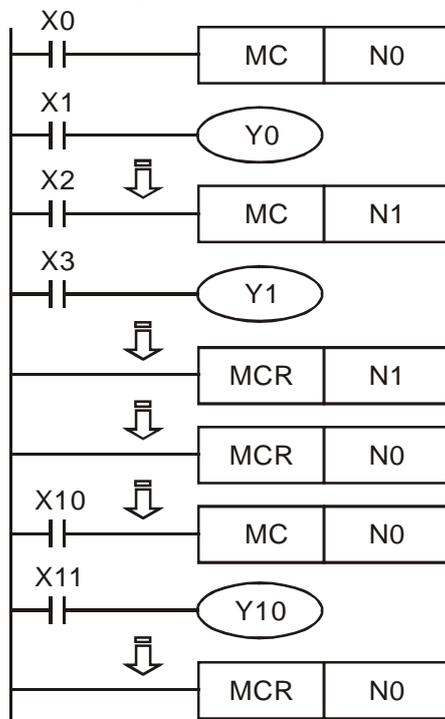 X0
MC N0
X1
Y0
X2
MC N1
X3
Y1
MCR N1
MCR N0
X10
MC N0
X11
Y10
MCR N0